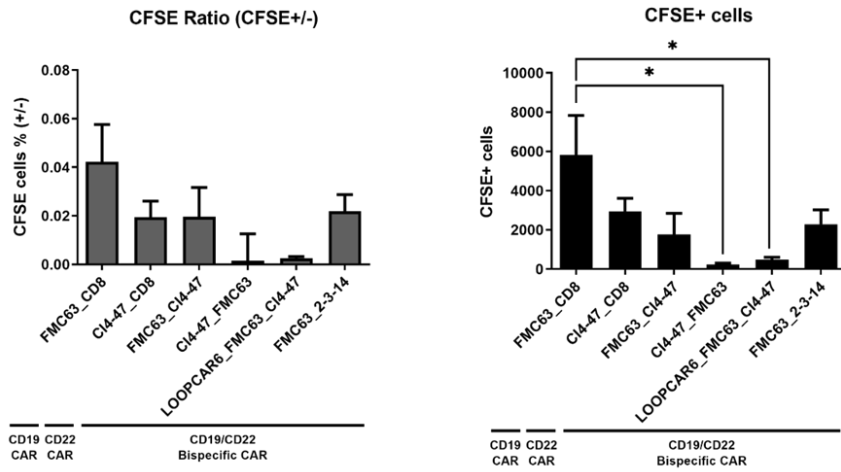 CFSE Ratio (CFSE+/-)
CFSE cells % (+/-)
0.08
0.06
0.04
0.02
0.00
FMC63_CD8
Cl4-47_CD8
FMC63_Cl4-47
Cl4-47_FMC63
LOOPCAR6_FMC63_Cl4-47
FMC63_2-3-14
CD19 CAR
CD22 CAR
CD19/CD22
Bispecific CAR
CFSE+ cells
CFSE+ cells
10000
8000
6000
4000
2000
0
*
*
FMC63_CD8
Cl4-47_CD8
FMC63_Cl4-47
Cl4-47_FMC63
LOOPCAR6_FMC63_Cl4-47
FMC63_2-3-14
CD19 CAR
CD22 CAR
CD19/CD22
Bispecific CAR